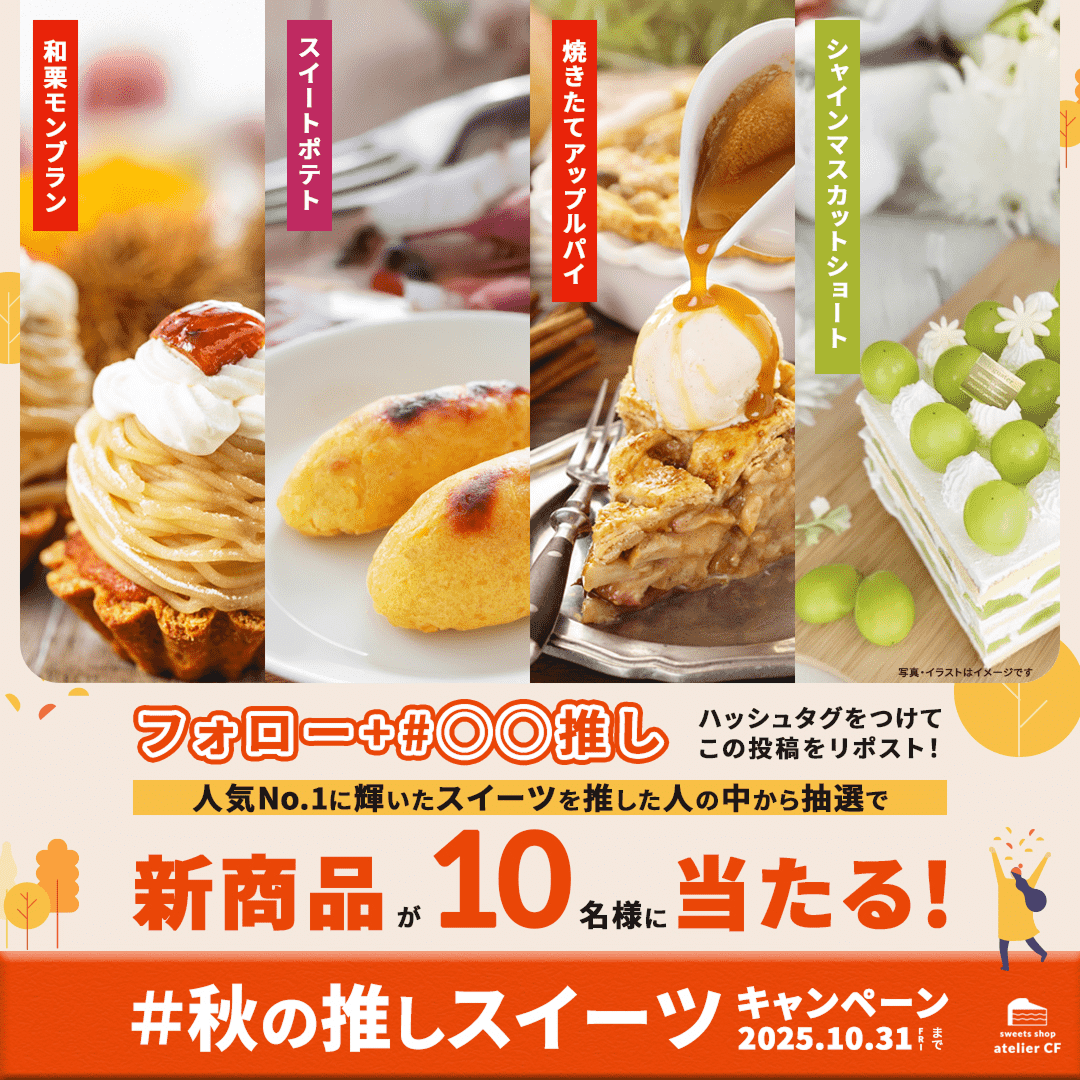 和栗モンブラン
スイートポテト
焼きたてアップルパイ
シャインマスカットショート
写真・イラストはイメージです
フォロー+#〇〇推し
ハッシュタグをつけて
この投稿をリポスト!
人気No.1に輝いたスイーツを推した人の中から抽選で
新商品が10名様に当たる!
#秋の推しスイーツ
キャンペーン
2025.10.31 FRI まで
sweets shop
atelier CF